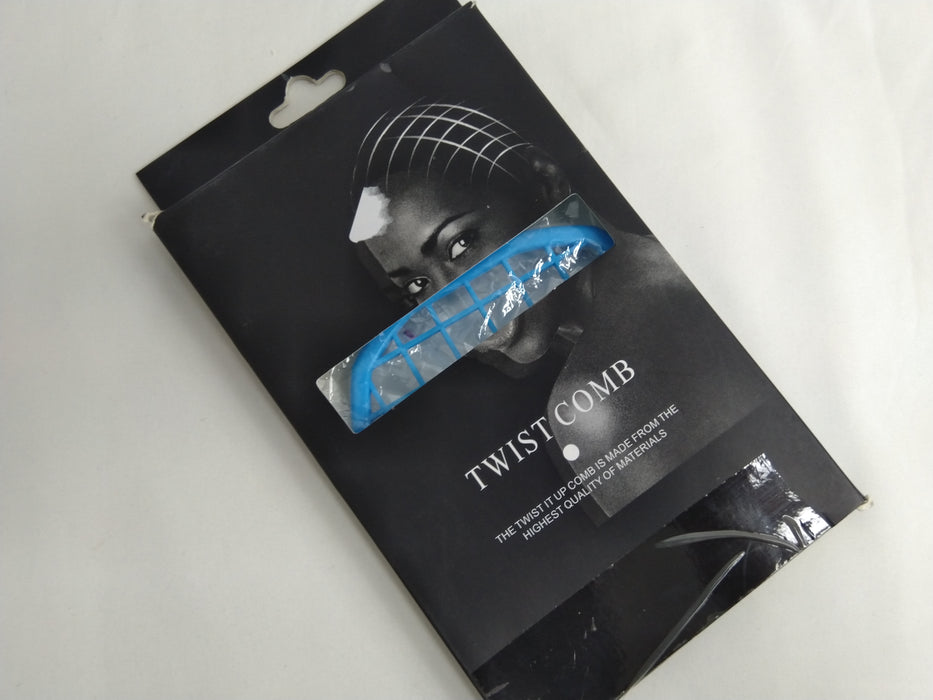 TWIST COMB
THE TWIST IT UP COMB IS MADE FROM THE
HIGHEST QUALITY OF MATERIALS